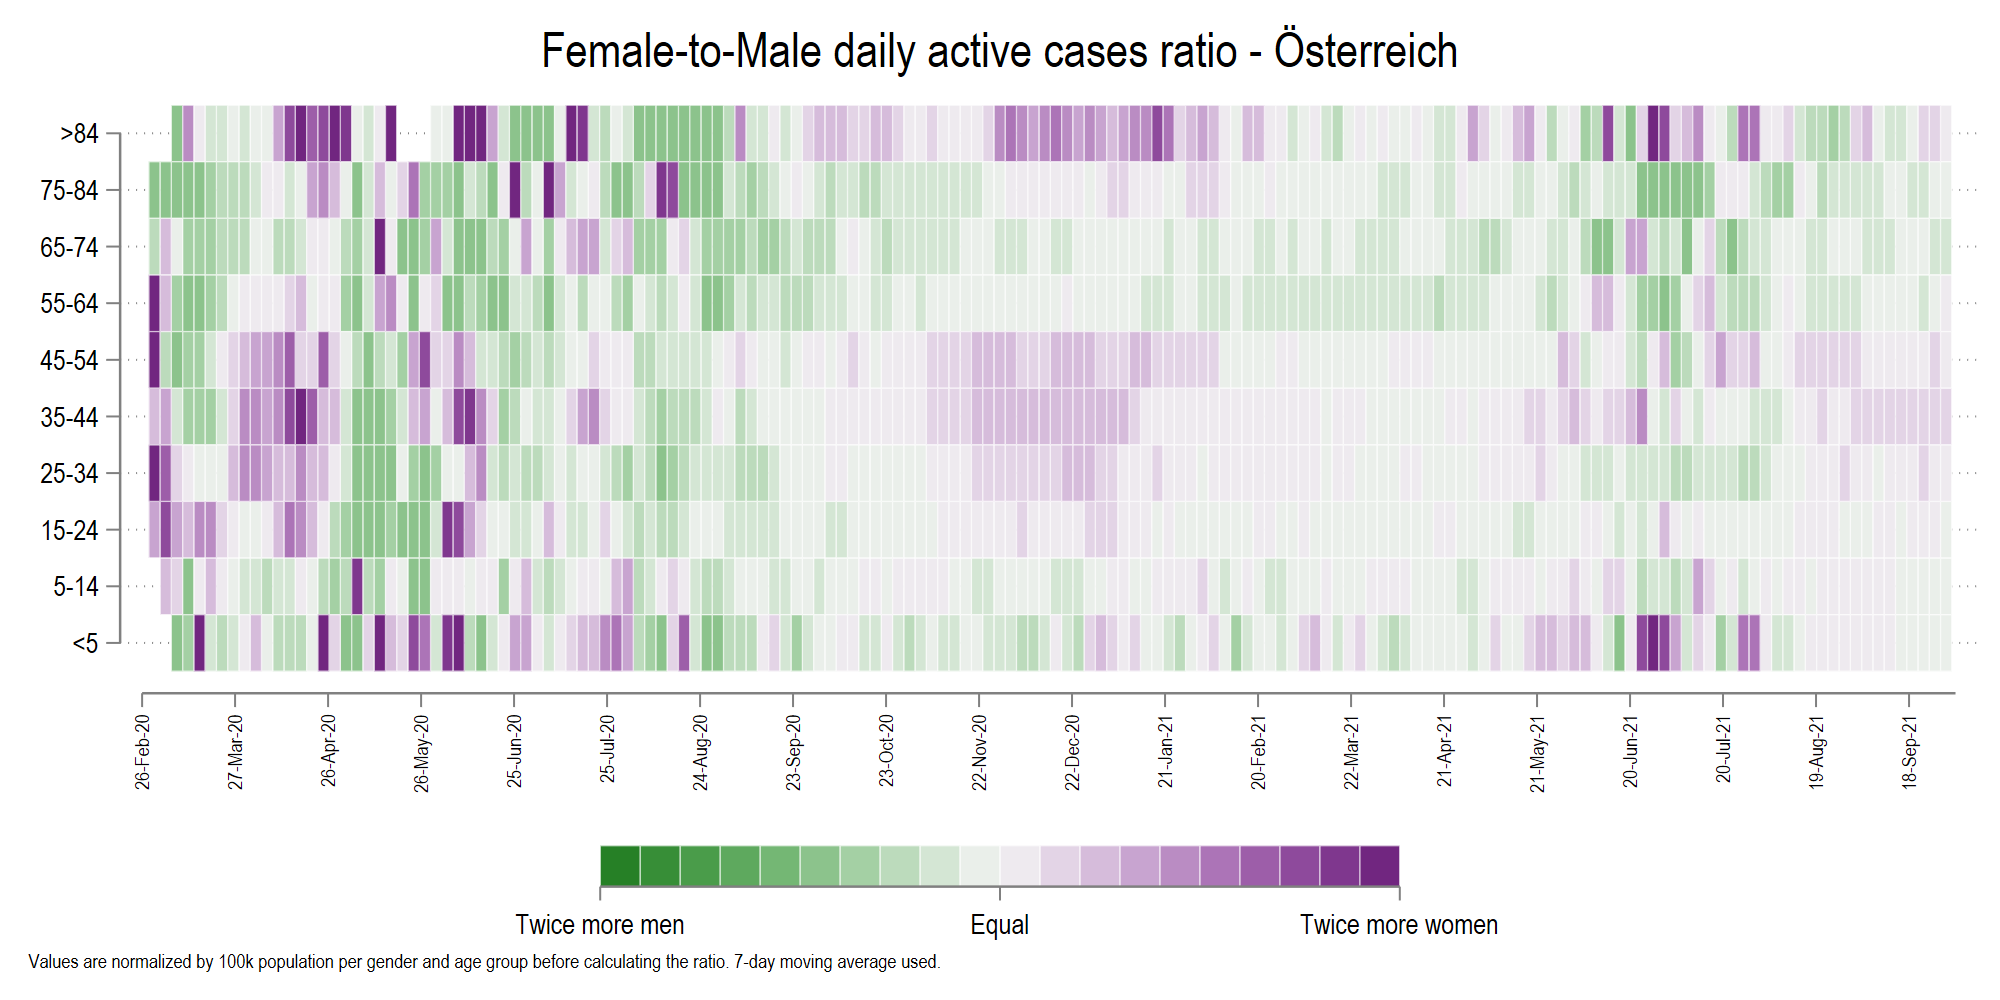 Female-to-Male daily active cases ratio - Österreich
>84
75-84
65-74
55-64
45-54
35-44
25-34
15-24
5-14
<5
26-Feb-20
27-Mar-20
26-Apr-20
26-May-20
25-Jun-20
25-Jul-20
24-Aug-20
23-Sep-20
23-Oct-20
22-Nov-20
22-Dec-20
21-Jan-21
20-Feb-21
22-Mar-21
21-Apr-21
21-May-21
20-Jun-21
20-Jul-21
19-Aug-21
18-Sep-21
Twice more men
Equal
Twice more women
Values are normalized by 100k population per gender and age group before calculating the ratio. 7-day moving average used.